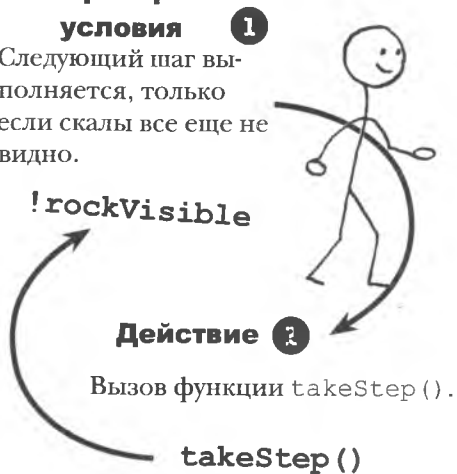 условия 1
Следующий шаг вы-
полняется, только
если скалы все еще не
видно.
!rockVisible
Действие 2
Вызов функции takeStep().
takeStep()